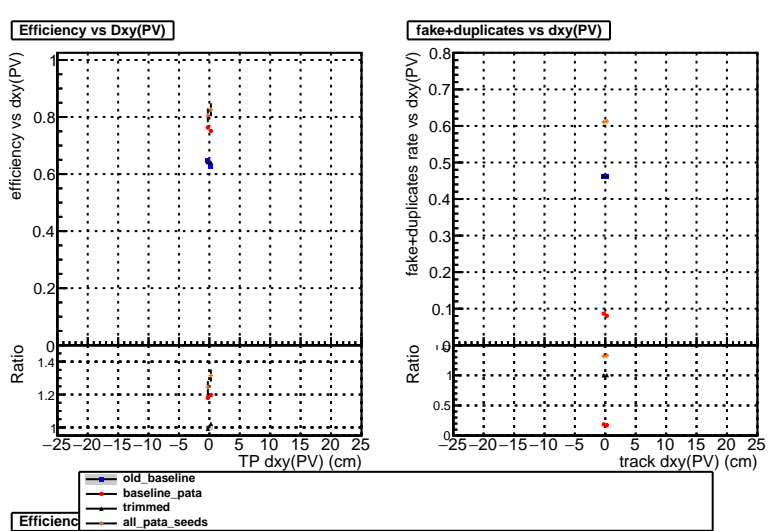 Efficiency vs Dxy(PV)
efficiency vs dxy(PV)
1
0.8
0.6
0.4
0.2
0
Ratio
1.4
1.2
1
−25 −20 −15 −10 −5 0 5 10 15 20 25
TP dxy(PV) (cm)
fake+duplicates vs dxy(PV)
fake+duplicates rate vs dxy(PV)
0.8
0.7
0.6
0.5
0.4
0.3
0.2
0.1
0
Ratio
1
0.5
0
−25 −20 −15 −10 −5 0 5 10 15 20 25
track dxy(PV) (cm)
old_baseline
baseline_pata
trimmed
all_pata_seeds
Efficienc